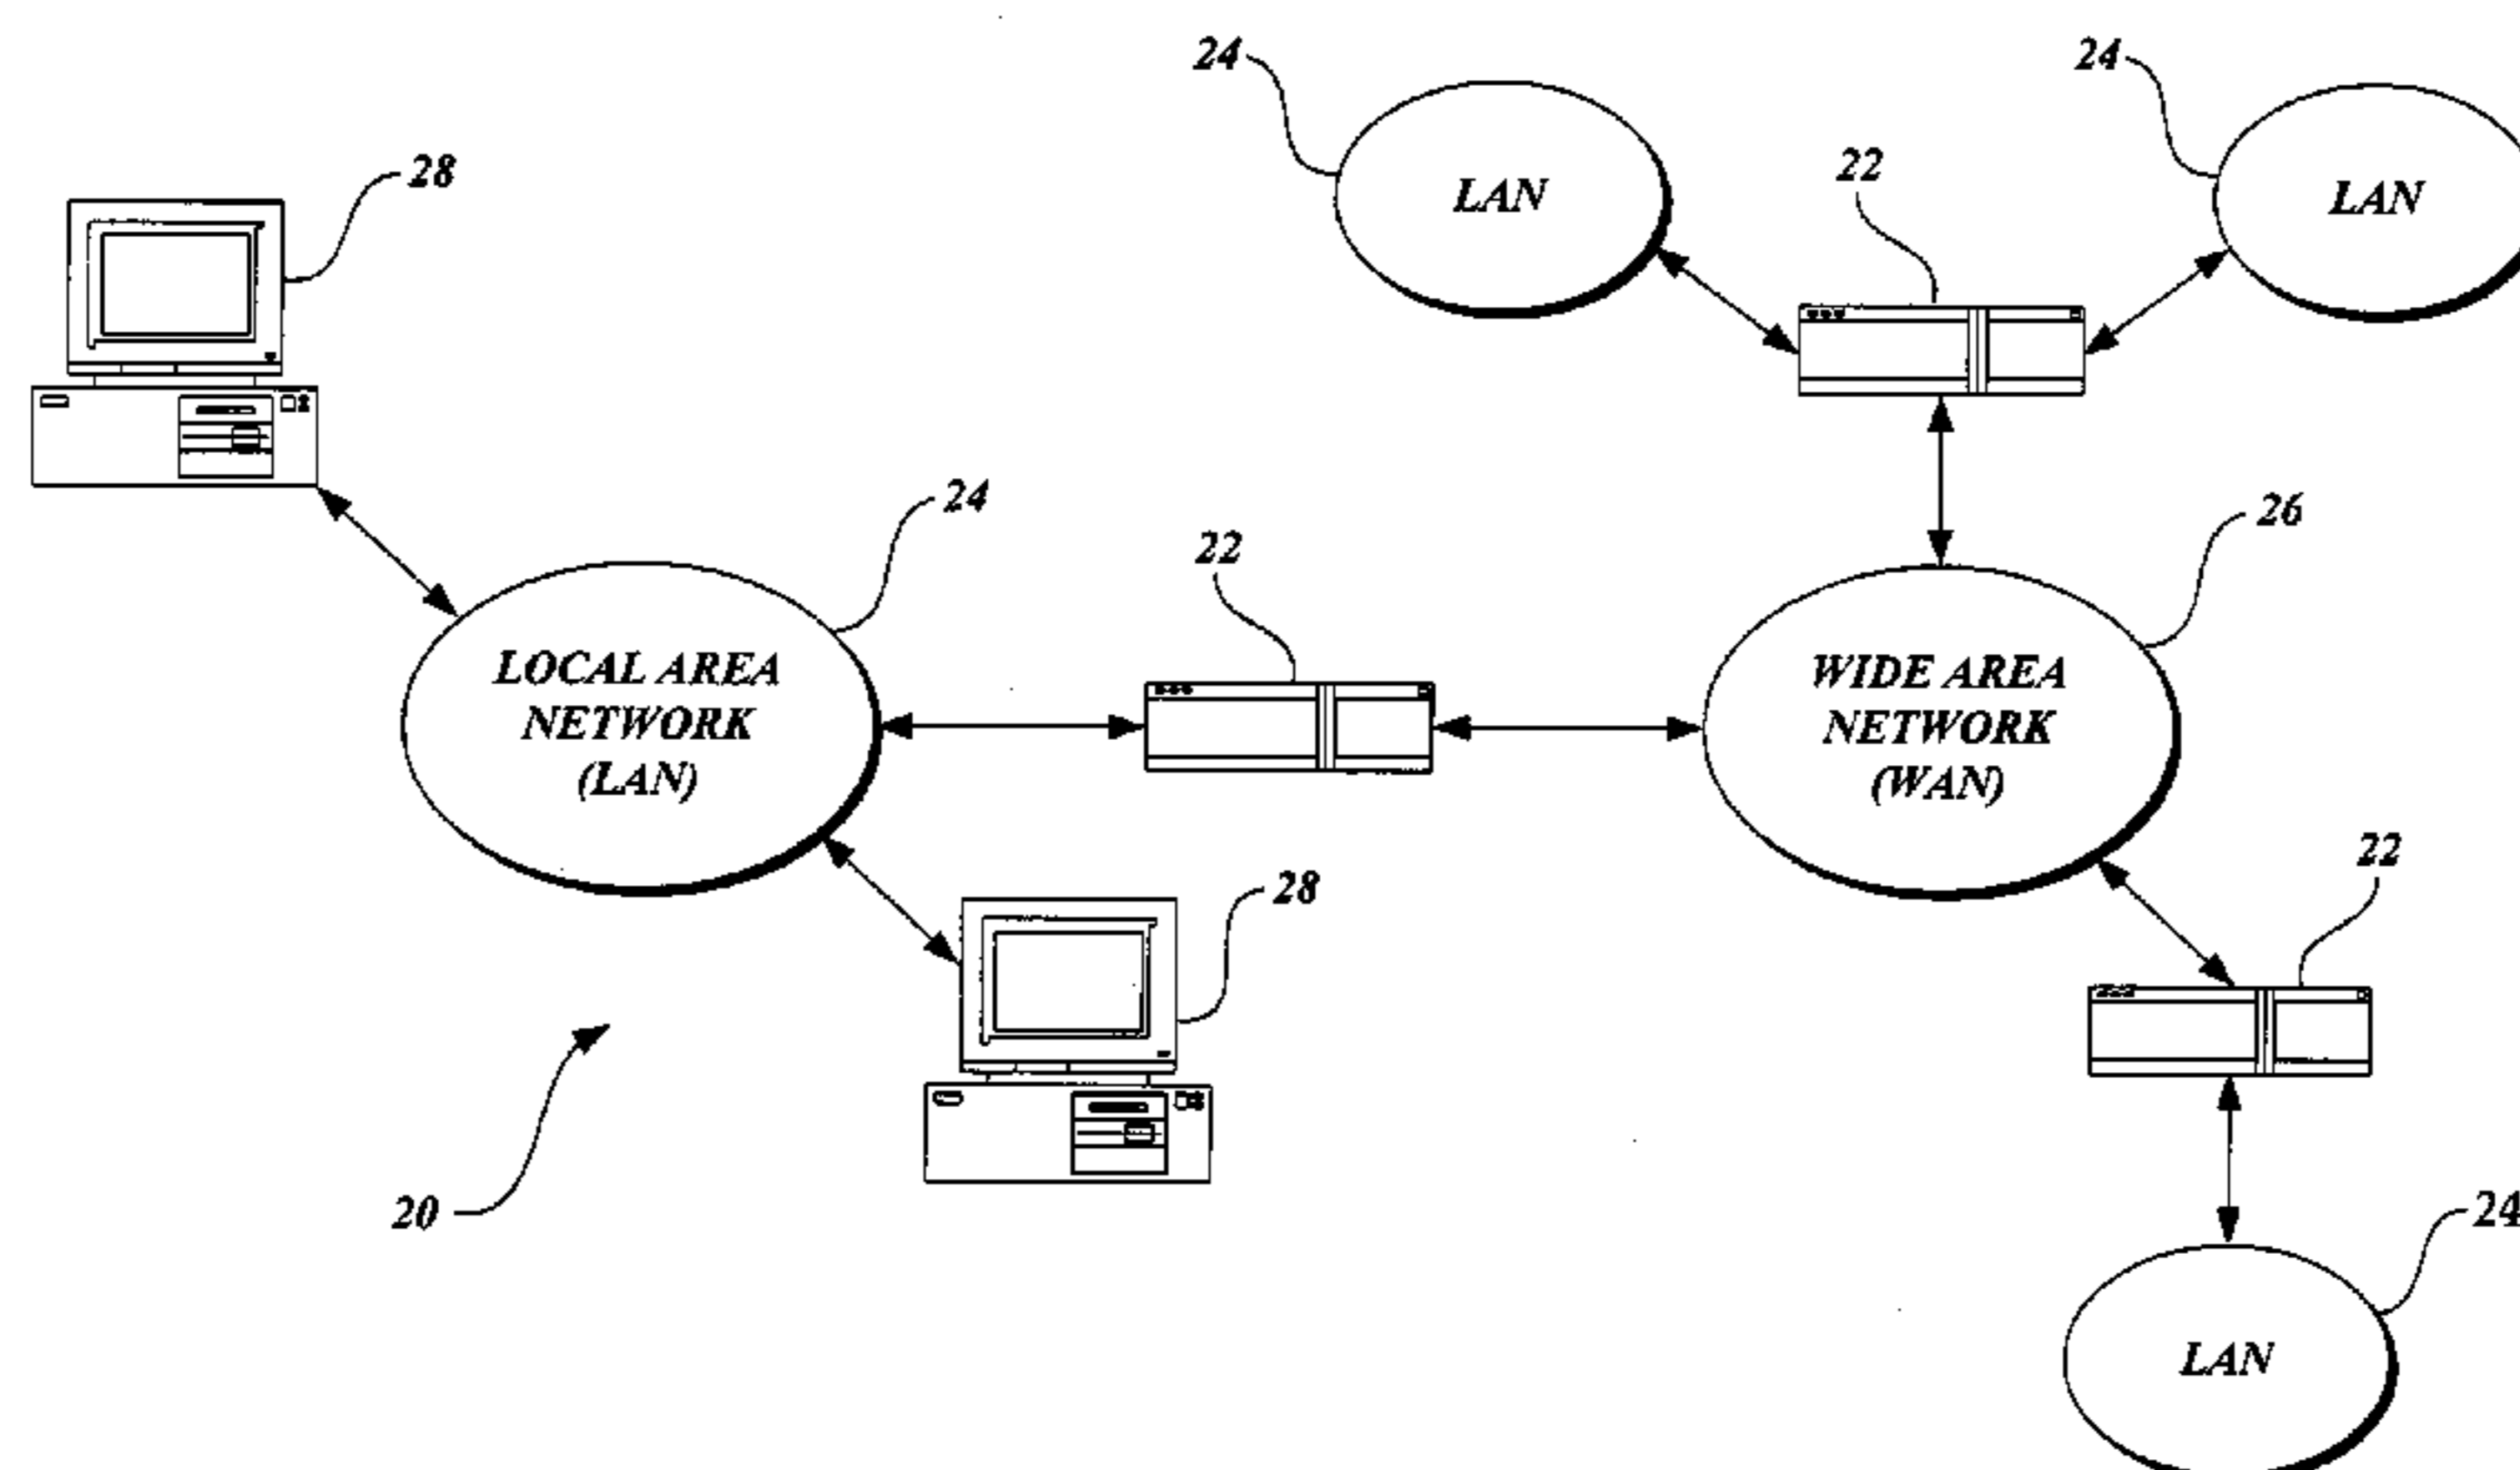 24
24
28
LAN
22
LAN
24
26
22
LOCAL AREA
NETWORK
(LAN)
WIDE AREA
NETWORK
(WAN)
22
28
20
24
LAN